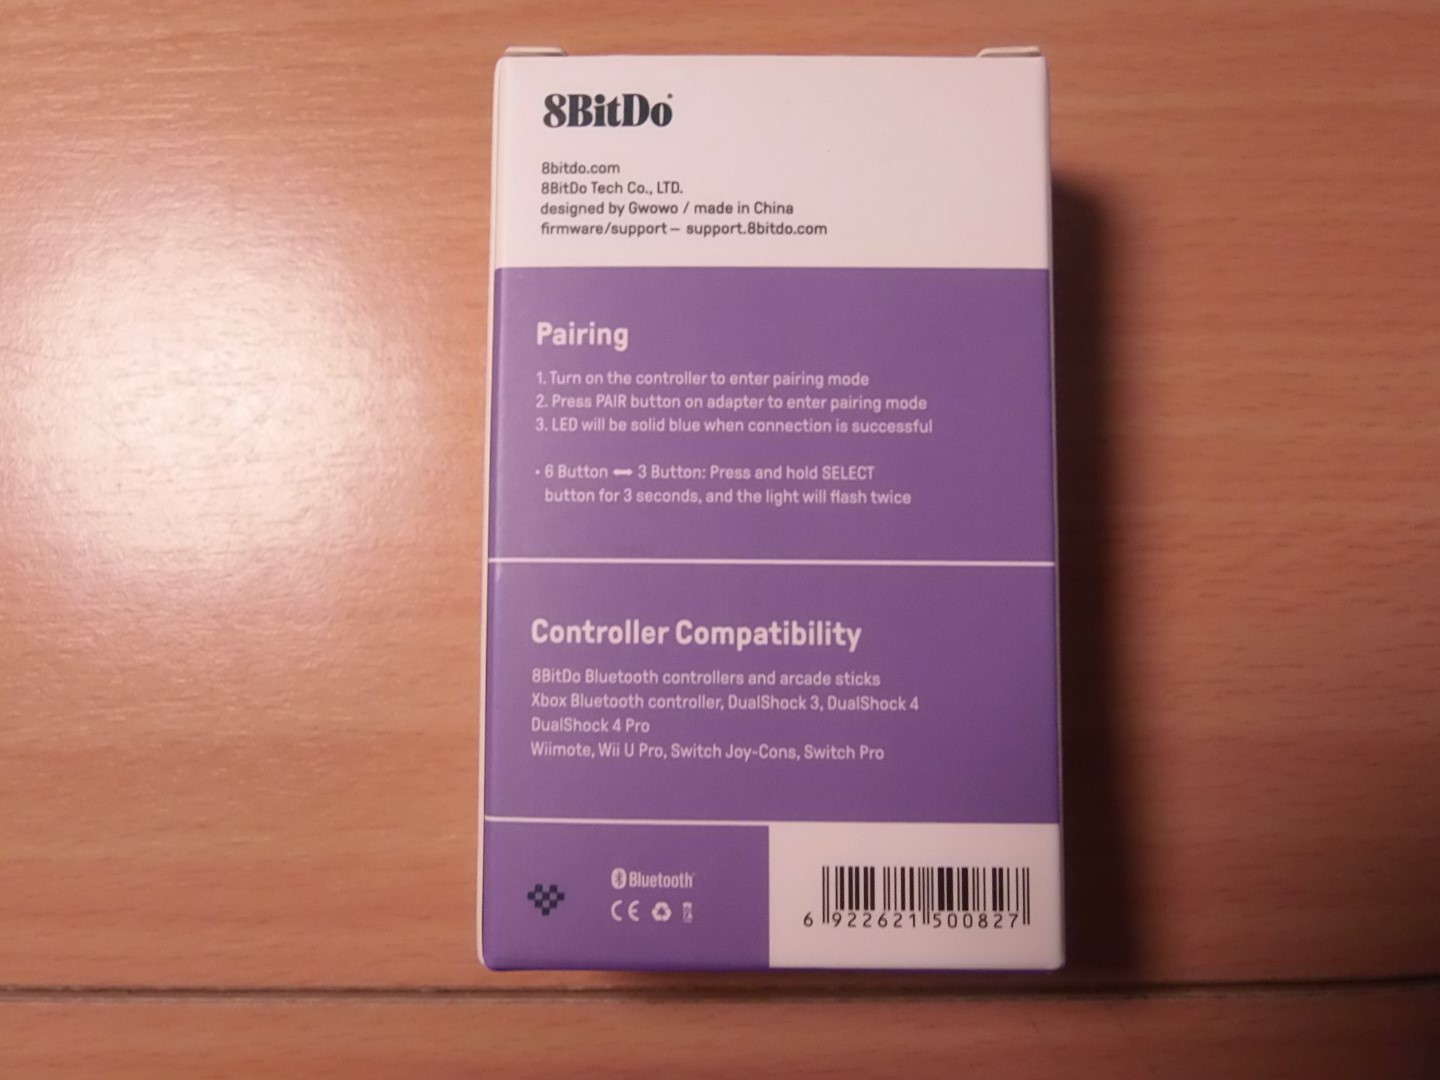 8BitDo
8bitdo.com
8BitDo Tech Co., LTD.
designed by Gwowo / made in China
firmware/support – support.8bitdo.com
Pairing
1. Turn on the controller to enter pairing mode
2. Press PAIR button on adapter to enter pairing mode
3. LED will be solid blue when connection is successful
• 6 Button ⬌ 3 Button: Press and hold SELECT
button for 3 seconds, and the light will flash twice
Controller Compatibility
8BitDo Bluetooth controllers and arcade sticks
Xbox Bluetooth controller, DualShock 3, DualShock 4
DualShock 4 Pro
Wiimote, Wii U Pro, Switch Joy-Cons, Switch Pro
Bluetooth
CE
6 922621 500827